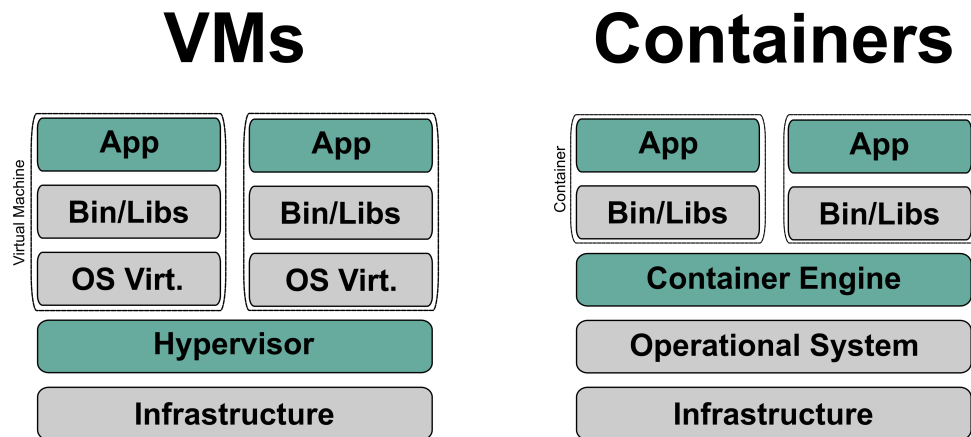 VMs
Virtual Machine
App
App
Bin/Libs
Bin/Libs
OS Virt.
OS Virt.
Hypervisor
Infrastructure
Containers
Container
App
App
Bin/Libs
Bin/Libs
Container Engine
Operational System
Infrastructure